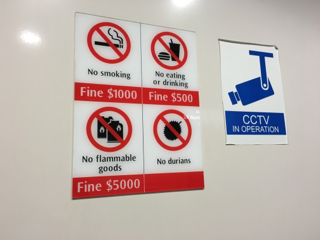 No smoking
Fine $1000
No eating
or drinking
Fine $500
No flammable
goods
Fine $5000
No durians
CCTV
IN OPERATION